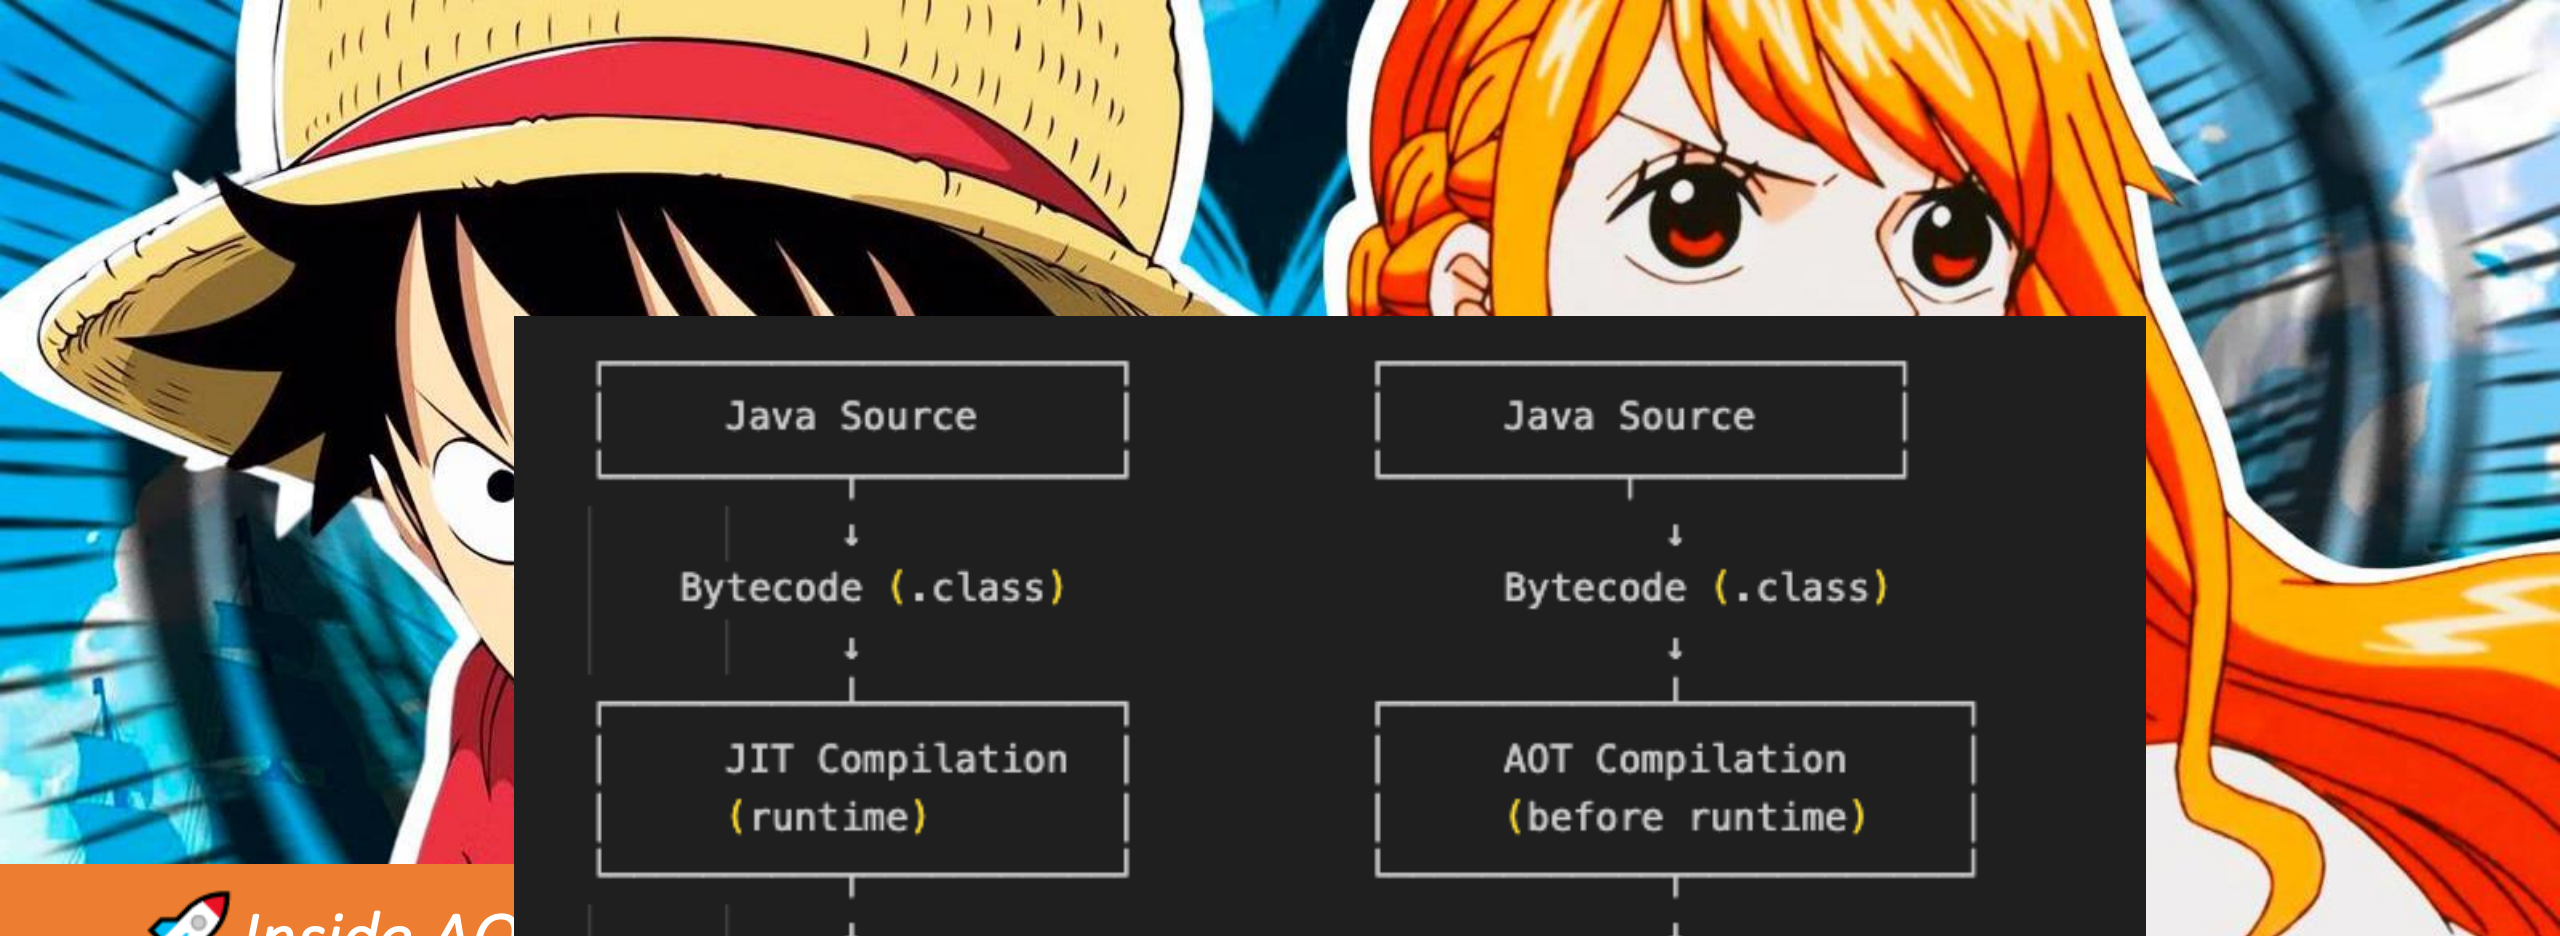 Java Source
Bytecode (.class)
JIT Compilation
(runtime)
Java Source
Bytecode (.class)
AOT Compilation
(before runtime)
Inside